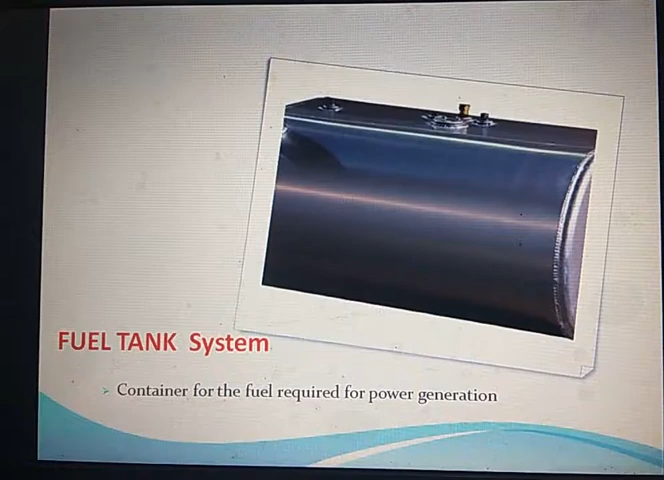 FUEL TANK System
Container for the fuel required for power generation